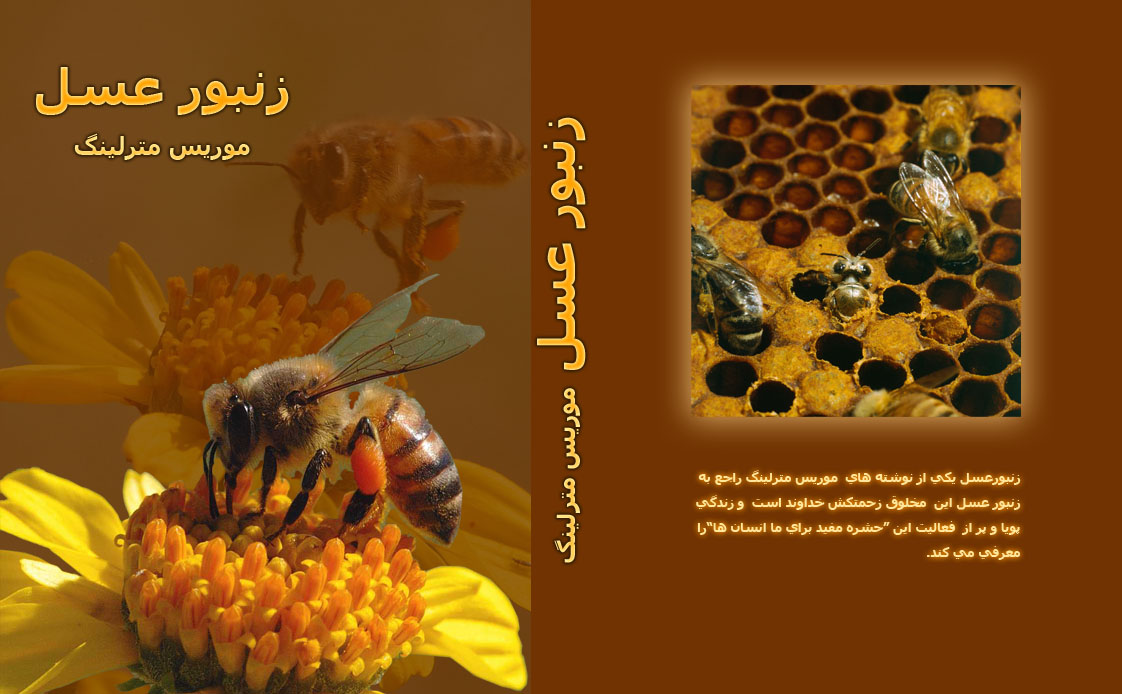 زنبور عسل
موریس مترلینگ
زنبور عسل موریس مترلینگ
زنبورعسل يكي از نوشته هاي موريس مترلينگ راجع به
زنبور عسل اين مخلوق زحمتكش خداوند است و زندگي
پويا و پر از فعاليت اين ”حشره مفيد براي ما انسان ها“را
معرفي مي كند.